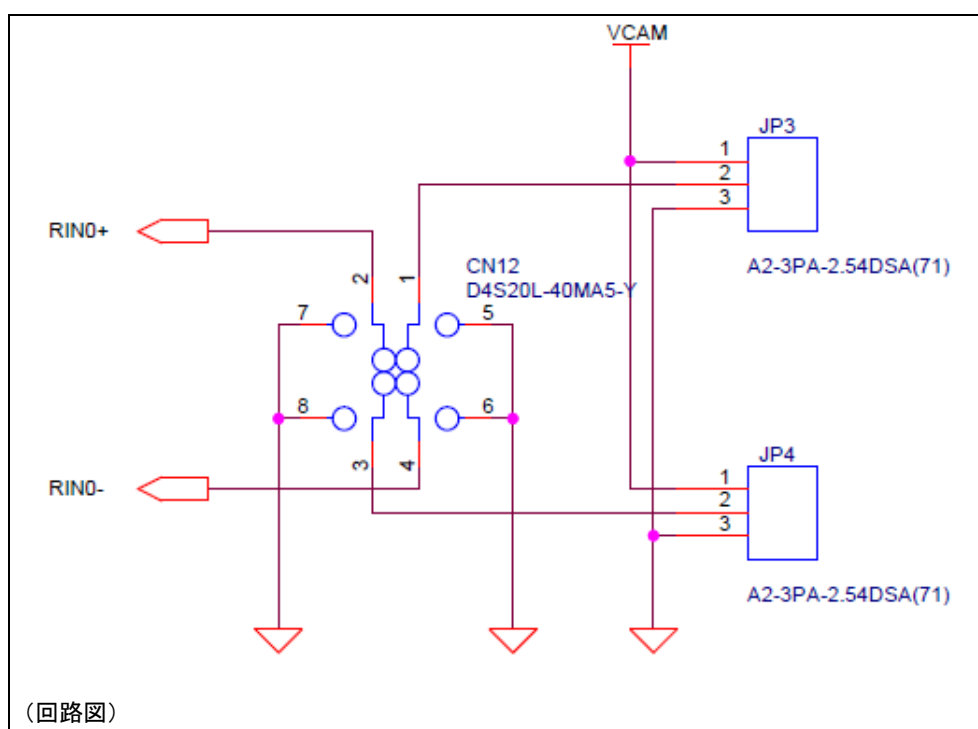 VCAM
JP3
1
2
3
A2-3PA-2.54DSA(71)
RIN0+
2
1
CN12
D4S20L-40MA5-Y
7
5
8
6
3
4
RIN0-
JP4
1
2
3
A2-3PA-2.54DSA(71)
（回路図）